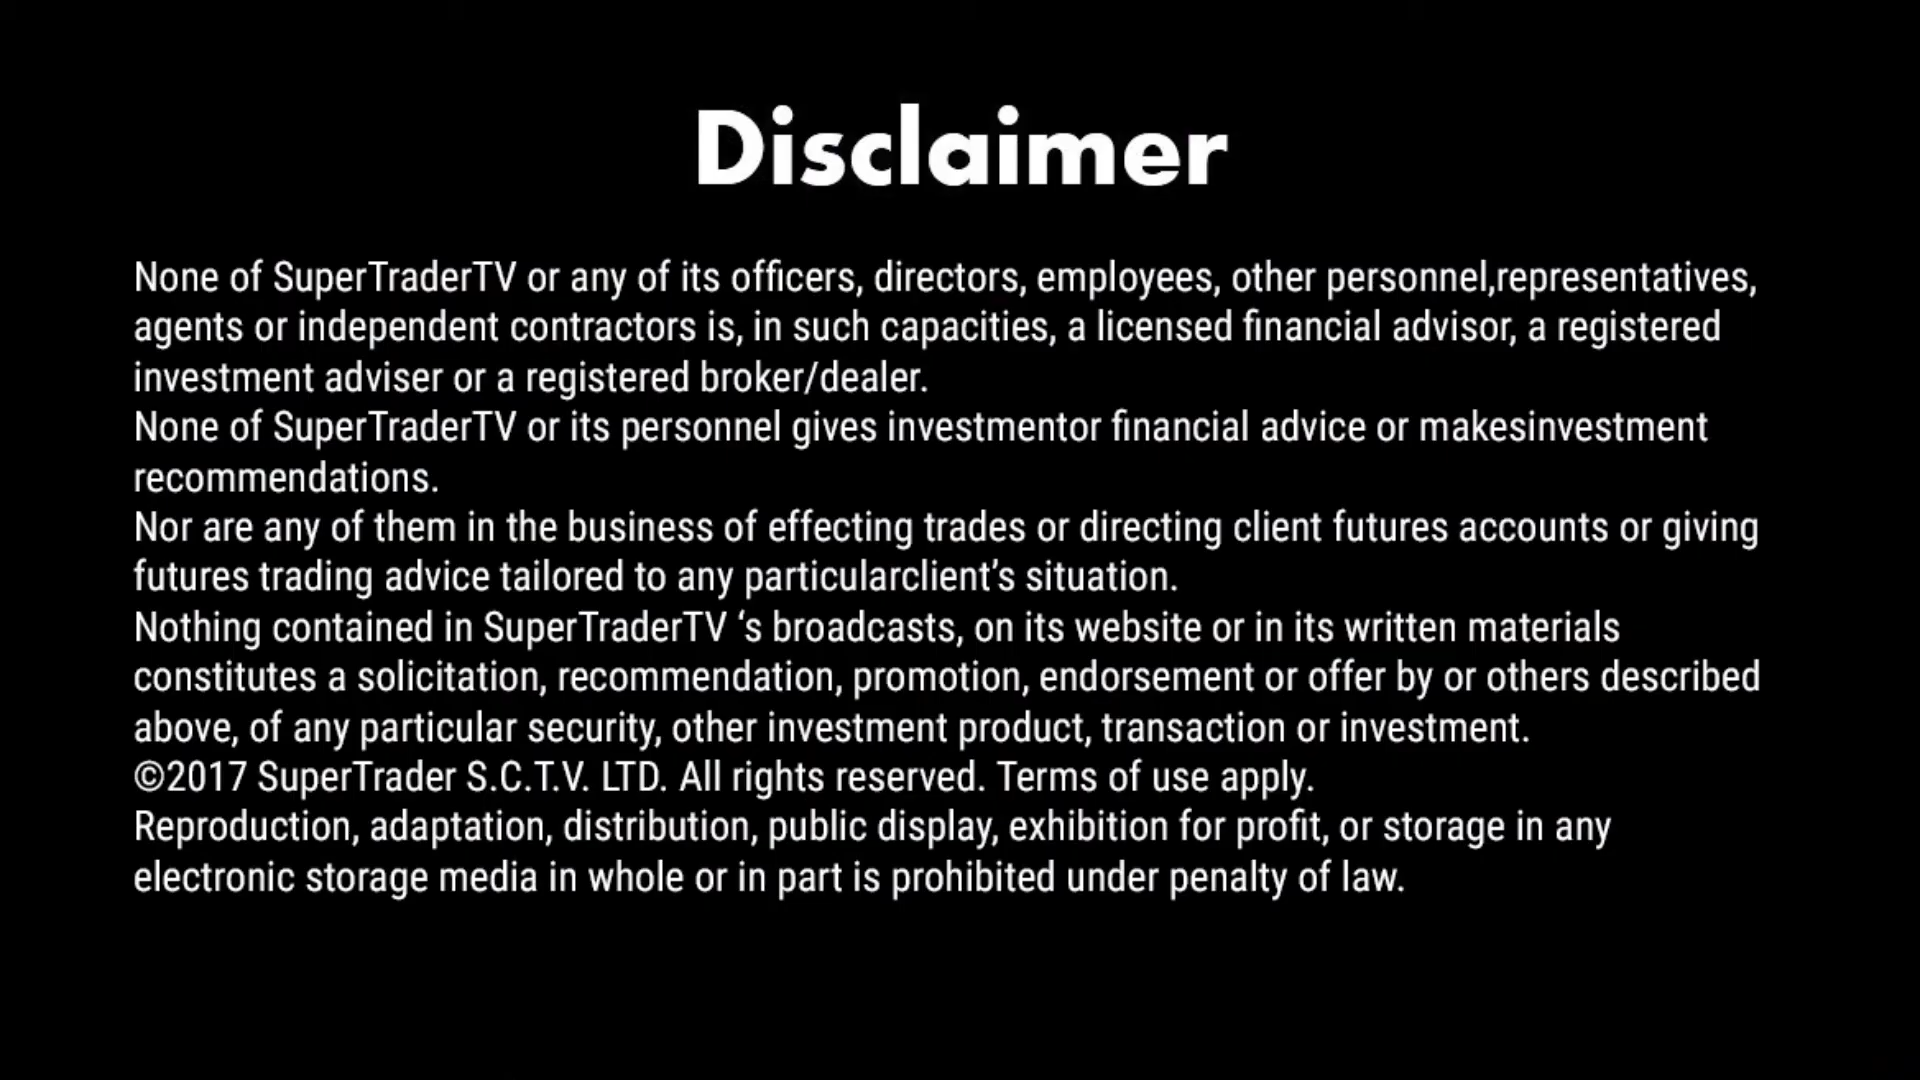 Disclaimer
None of SuperTraderTV or any of its officers, directors, employees, other personnel,representatives,
agents or independent contractors is, in such capacities, a licensed financial advisor, a registered
investment adviser or a registered broker/dealer.
None of SuperTraderTV or its personnel gives investmentor financial advice or makesinvestment
recommendations.
Nor are any of them in the business of effecting trades or directing client futures accounts or giving
futures trading advice tailored to any particularclient’s situation.
Nothing contained in SuperTraderTV ‘s broadcasts, on its website or in its written materials
constitutes a solicitation, recommendation, promotion, endorsement or offer by or others described
above, of any particular security, other investment product, transaction or investment.
©2017 SuperTrader S.C.T.V. LTD. All rights reserved. Terms of use apply.
Reproduction, adaptation, distribution, public display, exhibition for profit, or storage in any
electronic storage media in whole or in part is prohibited under penalty of law.